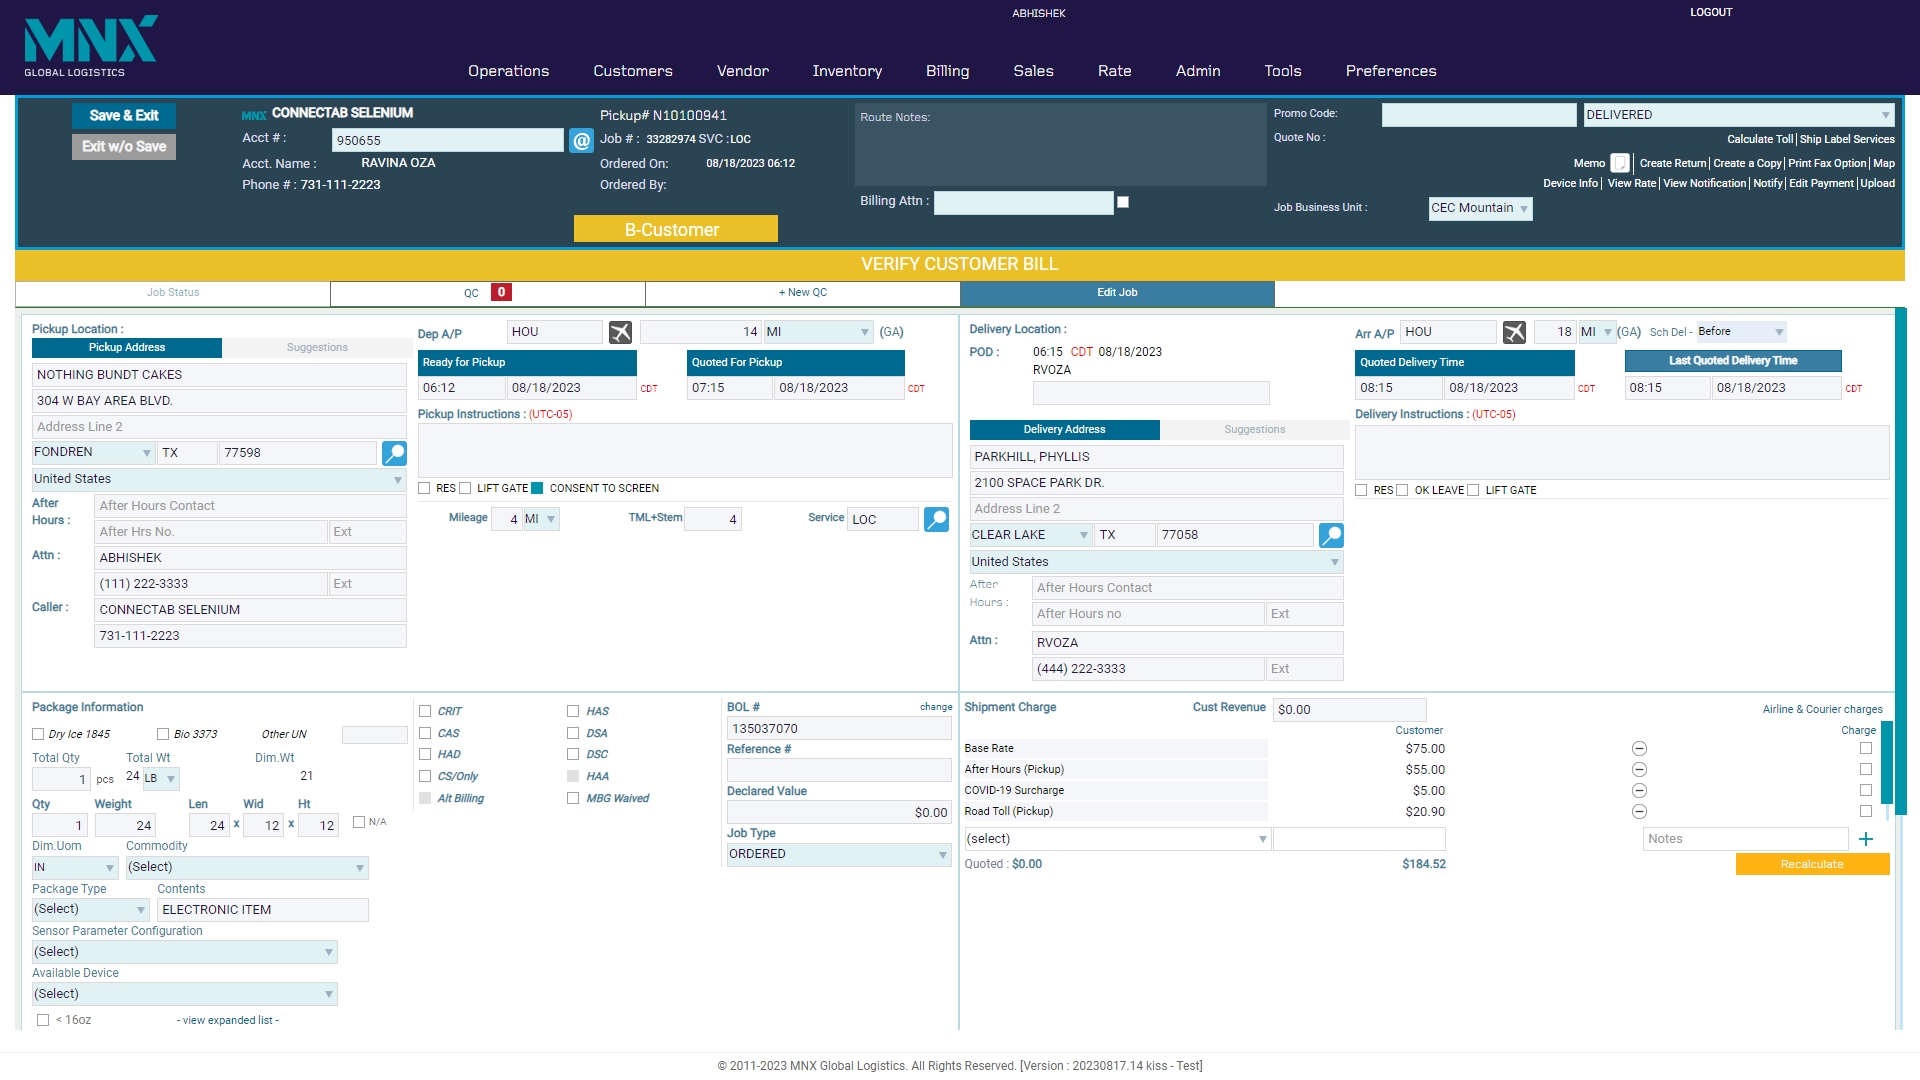 ABHISHEK
LOGOUT
MNX
GLOBAL LOGISTICS
Operations Customers Vendor Inventory Billing Sales Rate Admin Tools Preferences
Save & Exit
Exit w/o Save
MNX CONNECTAB SELENIUM
Acct # : 950655 @
Acct. Name : RAVINA OZA
Phone # : 731-111-2223
Pickup# N10100941
Job # : 33282974 SVC :LOC
Ordered On: 08/18/2023 06:12
Ordered By:
B-Customer
Route Notes:
Billing Attn :
Promo Code: DELIVERED
Quote No :
Calculate Toll | Ship Label Services
Memo | Create Return | Create a Copy | Print Fax Option | Map
Device Info | View Rate | View Notification | Notify | Edit Payment | Upload
Job Business Unit : CEC Mountain
VERIFY CUSTOMER BILL
Job Status QC 0 + New QC Edit Job
Pickup Location :
Pickup Address Suggestions
NOTHING BUNDT CAKES
304 W BAY AREA BLVD.
Address Line 2
FONDREN TX 77598
United States
After Hours : After Hours Contact
After Hrs No. Ext
Attn : ABHISHEK
(111) 222-3333 Ext
Caller : CONNECTAB SELENIUM
731-111-2223
Dep A/P HOU 14 MI (GA)
Ready for Pickup Quoted For Pickup
06:12 08/18/2023 CDT 07:15 08/18/2023 CDT
Pickup Instructions : (UTC-05)
RES LIFT GATE CONSENT TO SCREEN
Mileage 4 MI TML+Stem 4 Service LOC
Delivery Location :
POD : 06:15 CDT 08/18/2023
RVOZA
Delivery Address Suggestions
PARKHILL, PHYLLIS
2100 SPACE PARK DR.
Address Line 2
CLEAR LAKE TX 77058
United States
After Hours : After Hours Contact
After Hours no Ext
Attn : RVOZA
(444) 222-3333 Ext
Arr A/P HOU 18 MI (GA) Sch Del - Before
Quoted Delivery Time Last Quoted Delivery Time
08:15 08/18/2023 CDT 08:15 08/18/2023 CDT
Delivery Instructions : (UTC-05)
RES OK LEAVE LIFT GATE
Package Information
Dry Ice 1845 Bio 3373 Other UN
Total Qty Total Wt Dim.Wt
1 pcs 24 LB 21
Qty Weight Len Wid Ht
1 24 24 x 12 x 12 N/A
Dim.Uom Commodity
IN (Select)
Package Type Contents
(Select) ELECTRONIC ITEM
Sensor Parameter Configuration
(Select)
Available Device
(Select)
< 16oz - view expanded list -
CRIT HAS
CAS DSA
HAD DSC
CS/Only HAA
Alt Billing MBG Waived
BOL # change
135037070
Reference #
Declared Value
$0.00
Job Type
ORDERED
Shipment Charge Cust Revenue $0.00 Airline & Courier charges
Customer Charge
Base Rate $75.00
After Hours (Pickup) $55.00
COVID-19 Surcharge $5.00
Road Toll (Pickup) $20.90
(select) Notes +
Quoted : $0.00 $184.52 Recalculate
© 2011-2023 MNX Global Logistics. All Rights Reserved. [Version : 20230817.14 kiss - Test]